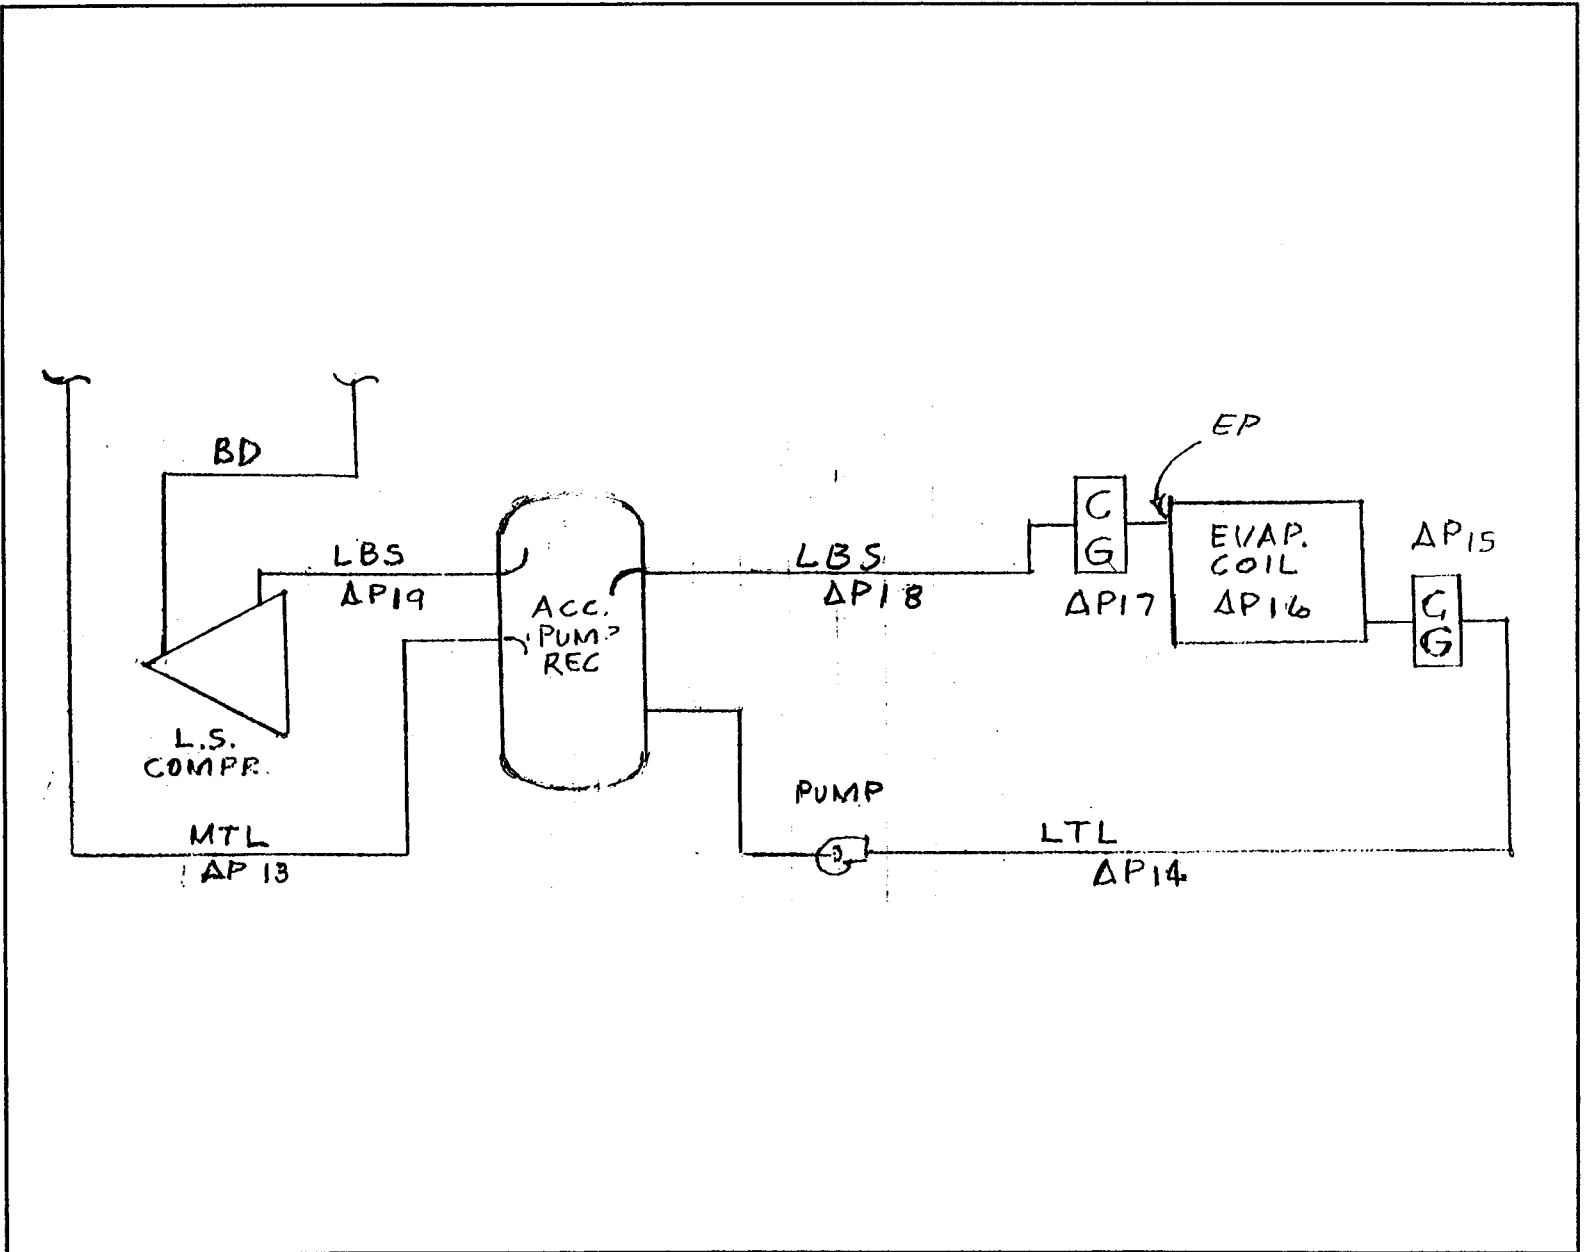 BD
EP
LBS
ΔP19
LBS
ΔP18
C
G
ΔP17
EVAP.
COIL
ΔP16
ΔP15
C
G
ACC.
PUMP
REC
L.S.
COMPR.
MTL
ΔP13
PUMP
LTL
ΔP14